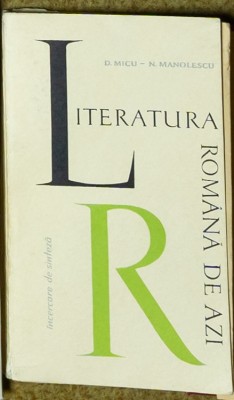 D. MICU – N. MANOLESCU
LITERATURA
ROMÂNĂ DE AZI
încercare de sinteză